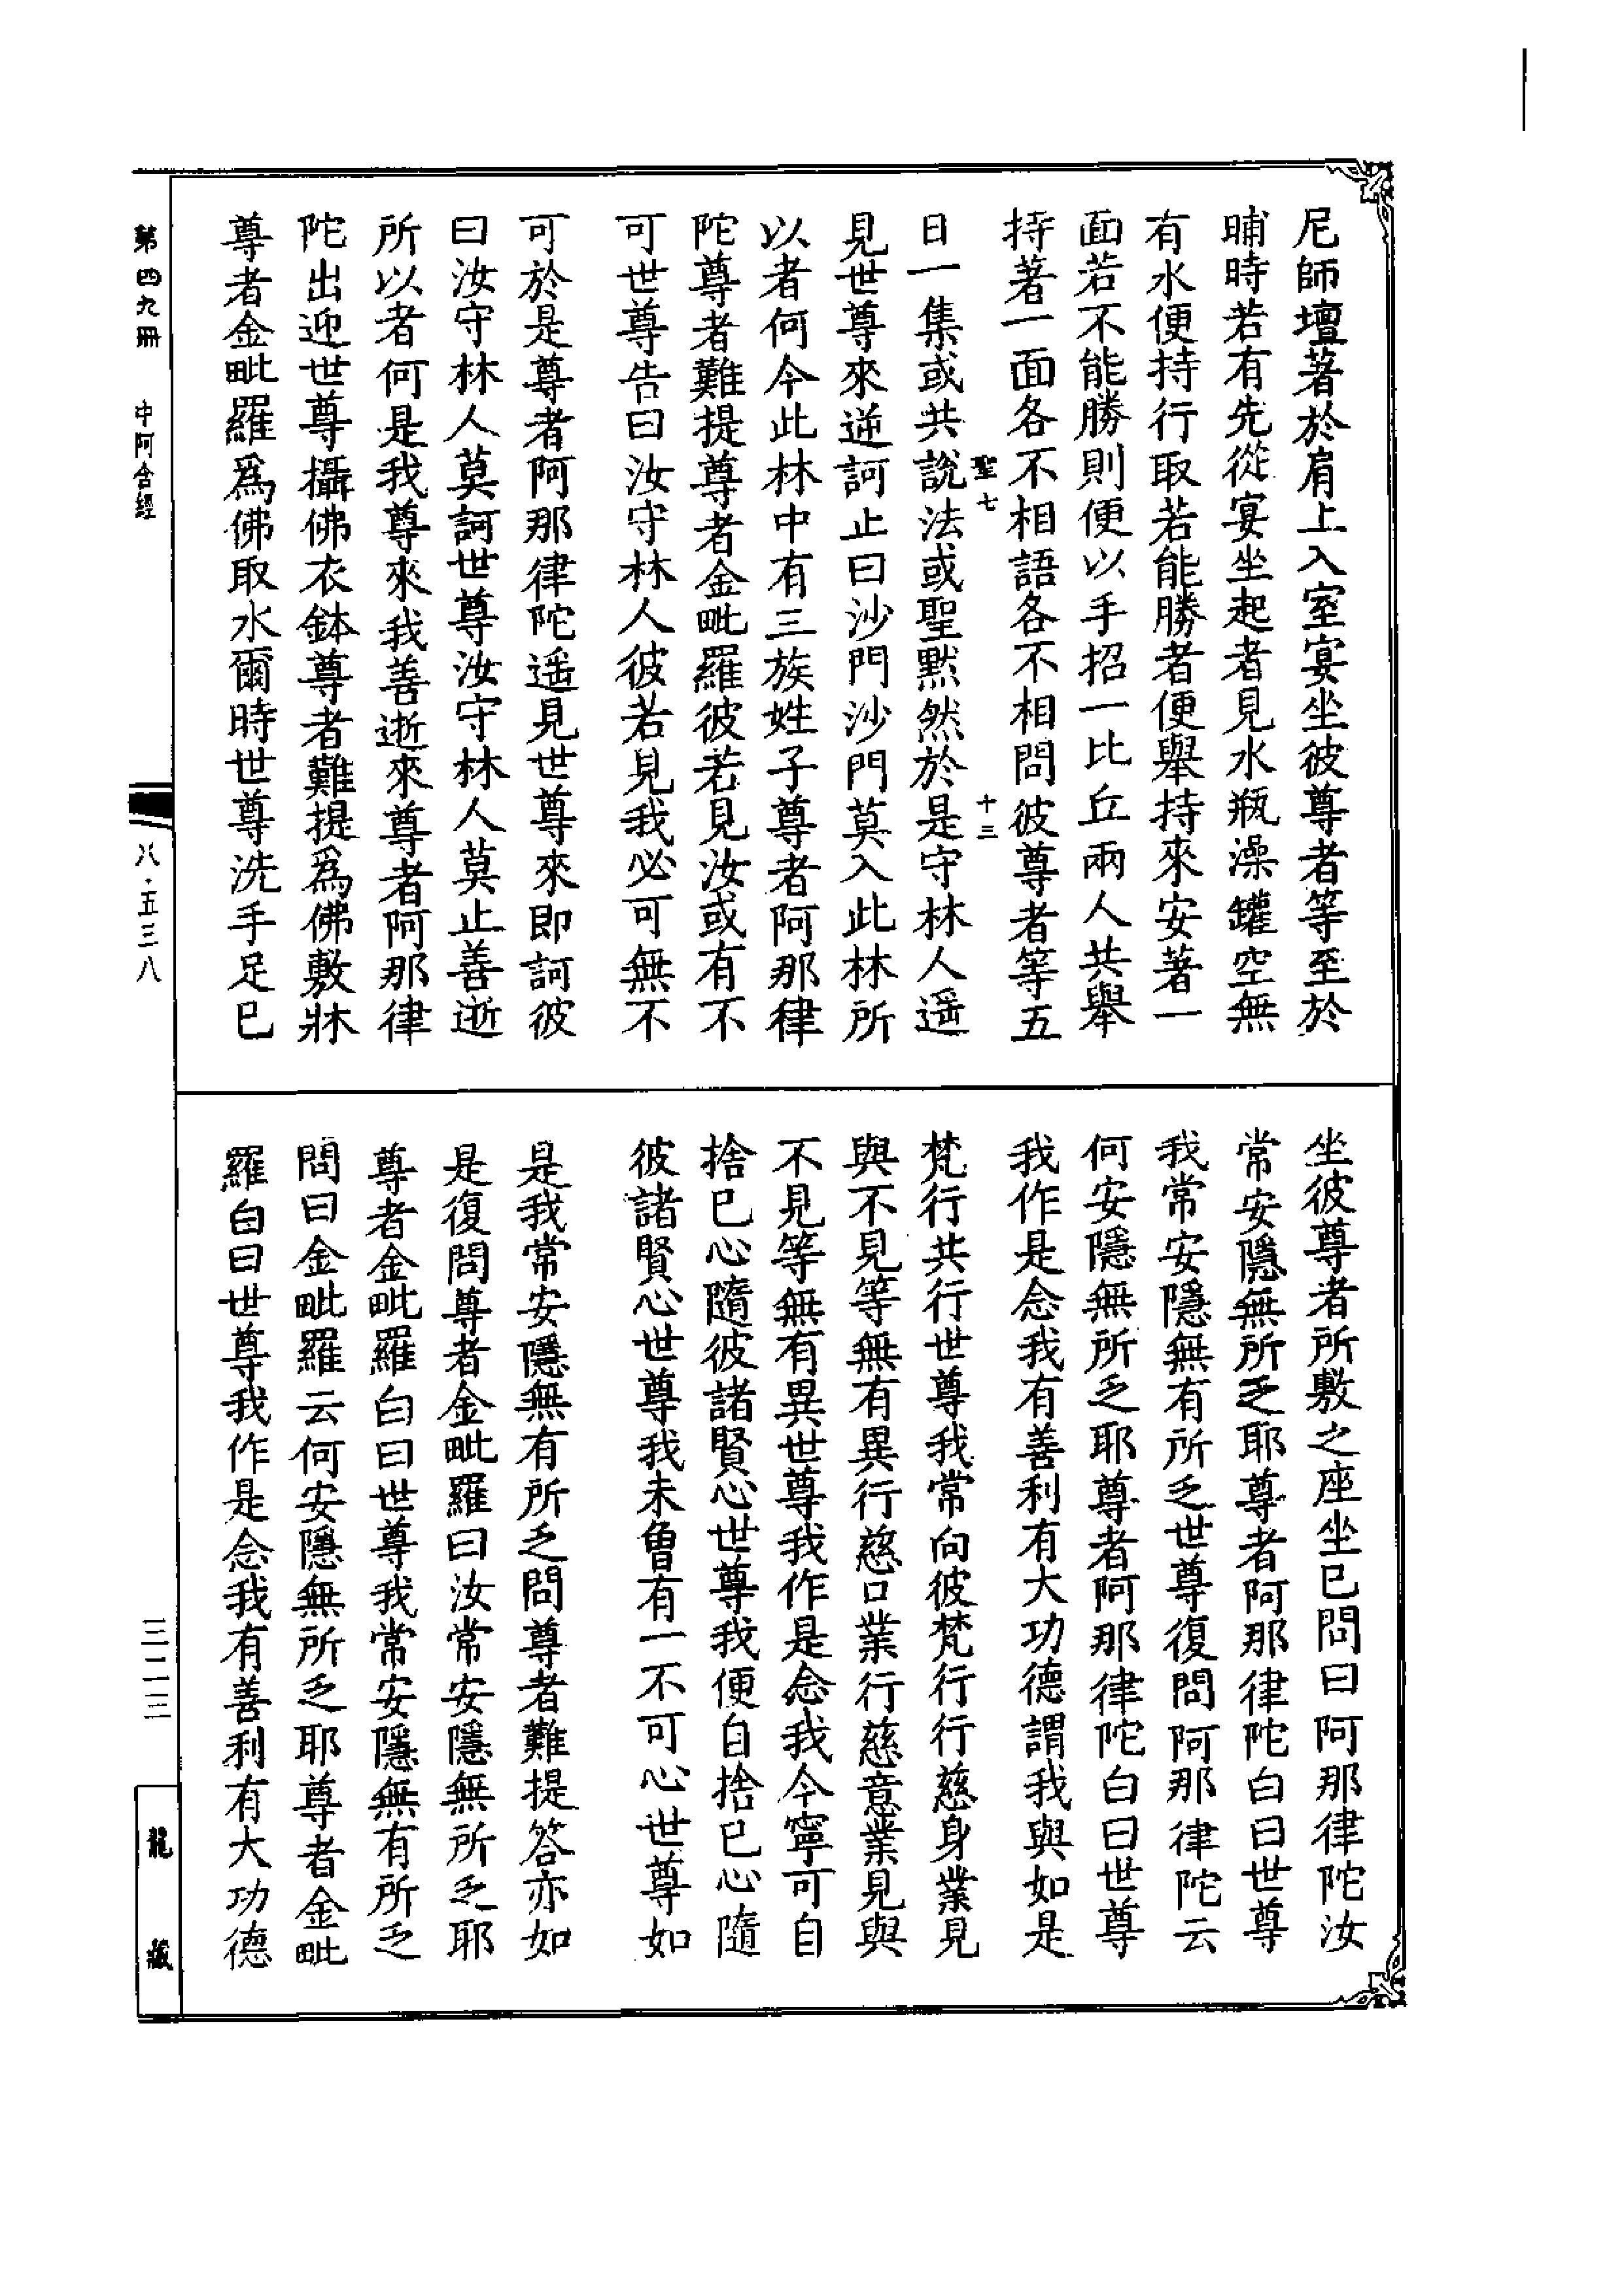 尼師壇著於肩上入室宴坐彼尊者等至於
晡時若有先從宴坐起者見水瓶澡罐空無
有水便持行取若能勝者便舉持來安著一
面若不能勝則便以手招一比丘兩人共舉
持著一面各不相語各不相問彼尊者等五
聖七
十三
日一集或共說法或聖默然於是守林人遥
見世尊來逆訶止曰沙門沙門莫入此林所
以者何今此林中有三族姓子尊者阿那律
陀尊者難提尊者金毗羅彼若見汝或有不
可世尊告曰汝守林人彼若見我必可無不
可於是尊者阿那律陀遥見世尊來即訶彼
曰汝守林人莫訶世尊汝守林人莫止善逝
所以者何是我尊來我善逝來尊者阿那律
陀出迎世尊攝佛衣鉢尊者難提爲佛敷牀
尊者金毗羅爲佛取水爾時世尊洗手足已
坐彼尊者所敷之座坐已問曰阿那律陀汝
常安隱無所乏耶尊者阿那律陀白曰世尊
我常安隱無有所乏世尊復問阿那律陀云
何安隱無所乏耶尊者阿那律陀白曰世尊
我作是念我有善利有大功德謂我與如是
梵行共行世尊我常向彼梵行行慈身業見
與不見等無有異行慈口業行慈意業見與
不見等無有異世尊我作是念我今寧可自
捨已心隨彼諸賢心世尊我便自捨已心隨
彼諸賢心世尊我未曾有一不可心世尊如
是我常安隱無有所乏問尊者難提答亦如
是復問尊者金毗羅曰汝常安隱無所乏耶
尊者金毗羅白曰世尊我常安隱無有所乏
問曰金毗羅云何安隱無所乏耶尊者金毗
羅白曰世尊我作是念我有善利有大功德
第四九冊 中阿含經
八·五三八
三二三
龍藏